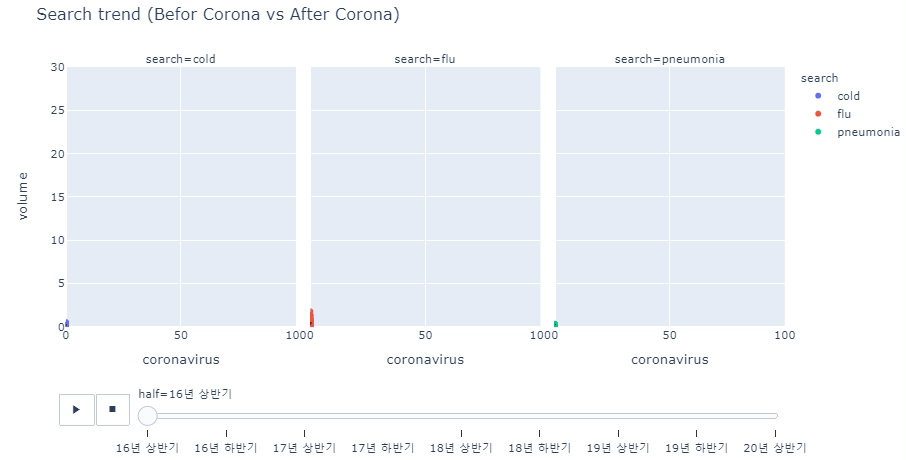 Search trend (Befor Corona vs After Corona)
search=cold search=flu search=pneumonia
search
cold
flu
pneumonia
30
25
20
15
10
5
0
volume
0 50 100 0 50 100 0 50 100
coronavirus coronavirus coronavirus
half=16년 상반기
16년 상반기 16년 하반기 17년 상반기 17년 하반기 18년 상반기 18년 하반기 19년 상반기 19년 하반기 20년 상반기